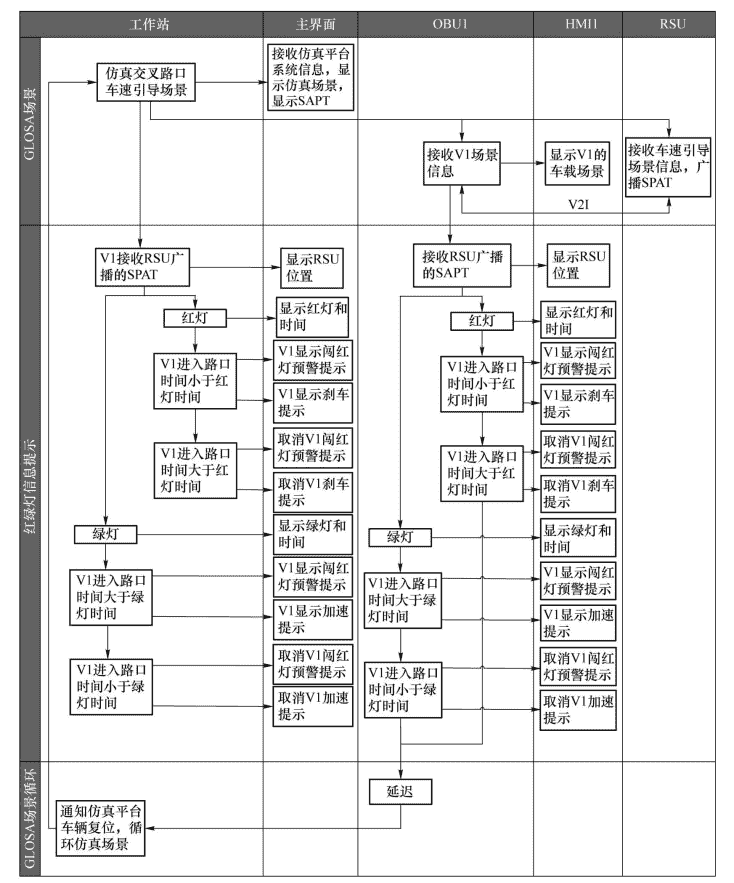 工作站
主界面
OBU1
HMI1
RSU
GLOSA场景
仿真交叉路口
车速引导场景
接收仿真平台
系统信息，显
示仿真场景，
显示SAPT
接收V1场景
信息
显示V1的
车载场景
接收车速引导
场景信息，广
播SPAT
V2I
红绿灯信息提示
V1接收RSU广
播的SPAT
显示RSU
位置
接收RSU广播
的SAPT
显示RSU
位置
红灯
显示红灯和
时间
红灯
显示红灯和
时间
V1进入路口
时间小于红
灯时间
V1显示闯红
灯预警提示
V1显示刹车
提示
V1进入路口
时间小于红
灯时间
V1显示闯红
灯预警提示
V1显示刹车
提示
V1进入路口
时间大于红
灯时间
取消V1闯红
灯预警提示
取消V1刹车
提示
V1进入路口
时间大于红
灯时间
取消V1闯红
灯预警提示
取消V1刹车
提示
绿灯
显示绿灯和
时间
绿灯
显示绿灯和
时间
V1进入路口
时间大于绿
灯时间
V1显示闯红
灯预警提示
V1显示加速
提示
V1进入路口
时间大于绿
灯时间
V1显示闯红
灯预警提示
V1显示加速
提示
V1进入路口
时间小于绿
灯时间
取消V1闯红
灯预警提示
取消V1加速
提示
V1进入路口
时间小于绿
灯时间
取消V1闯红
灯预警提示
取消V1加速
提示
GLOSA场景循环
延迟
通知仿真平台
车辆复位，循
环仿真场景